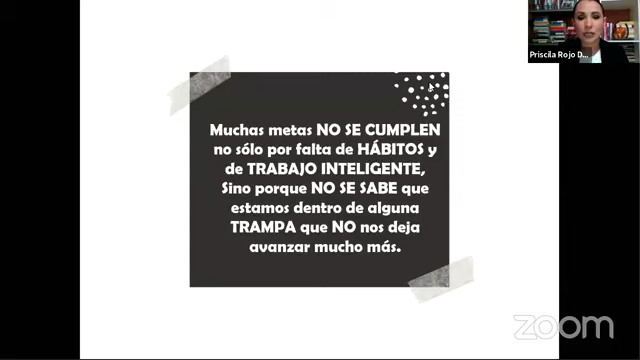 Priscila Rojo D...
Muchas metas NO SE CUMPLEN
no sólo por falta de HÁBITOS y
de TRABAJO INTELIGENTE,
Sino porque NO SE SABE que
estamos dentro de alguna
TRAMPA que NO nos deja
avanzar mucho más.
zoom